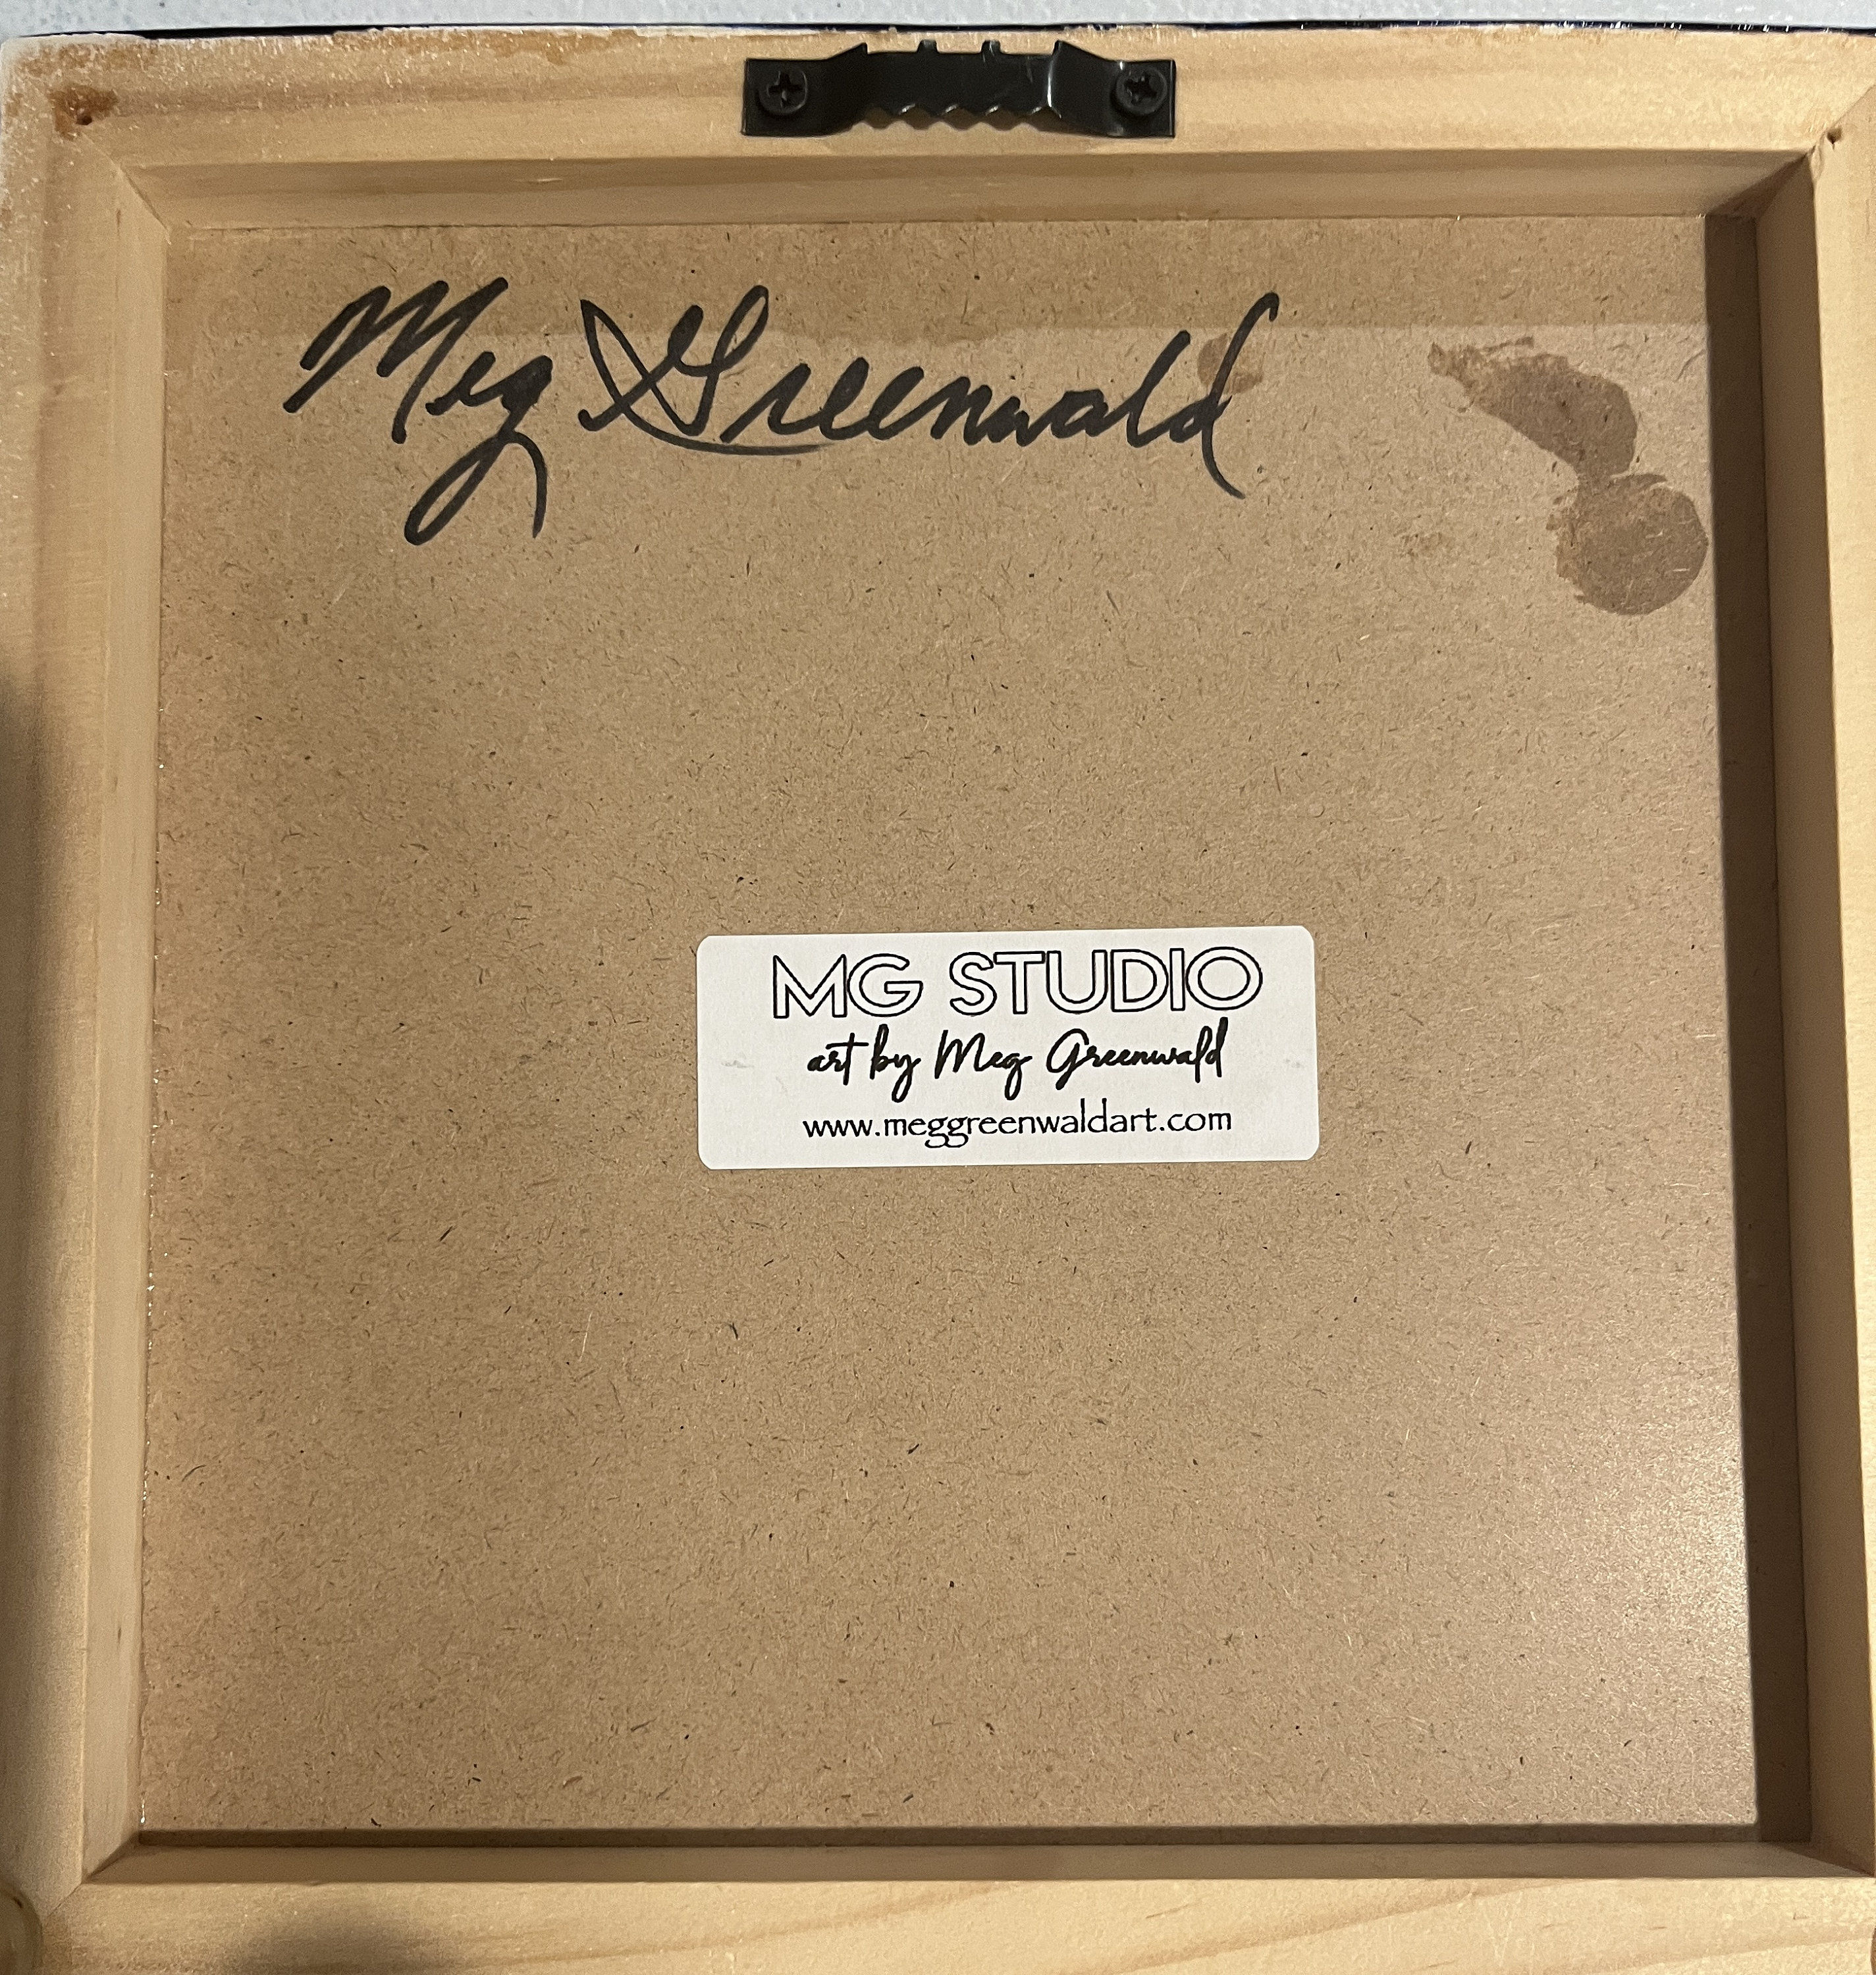 Meg Greenwald
MG STUDIO
art by Meg Greenwald
www.meggreenwaldart.com